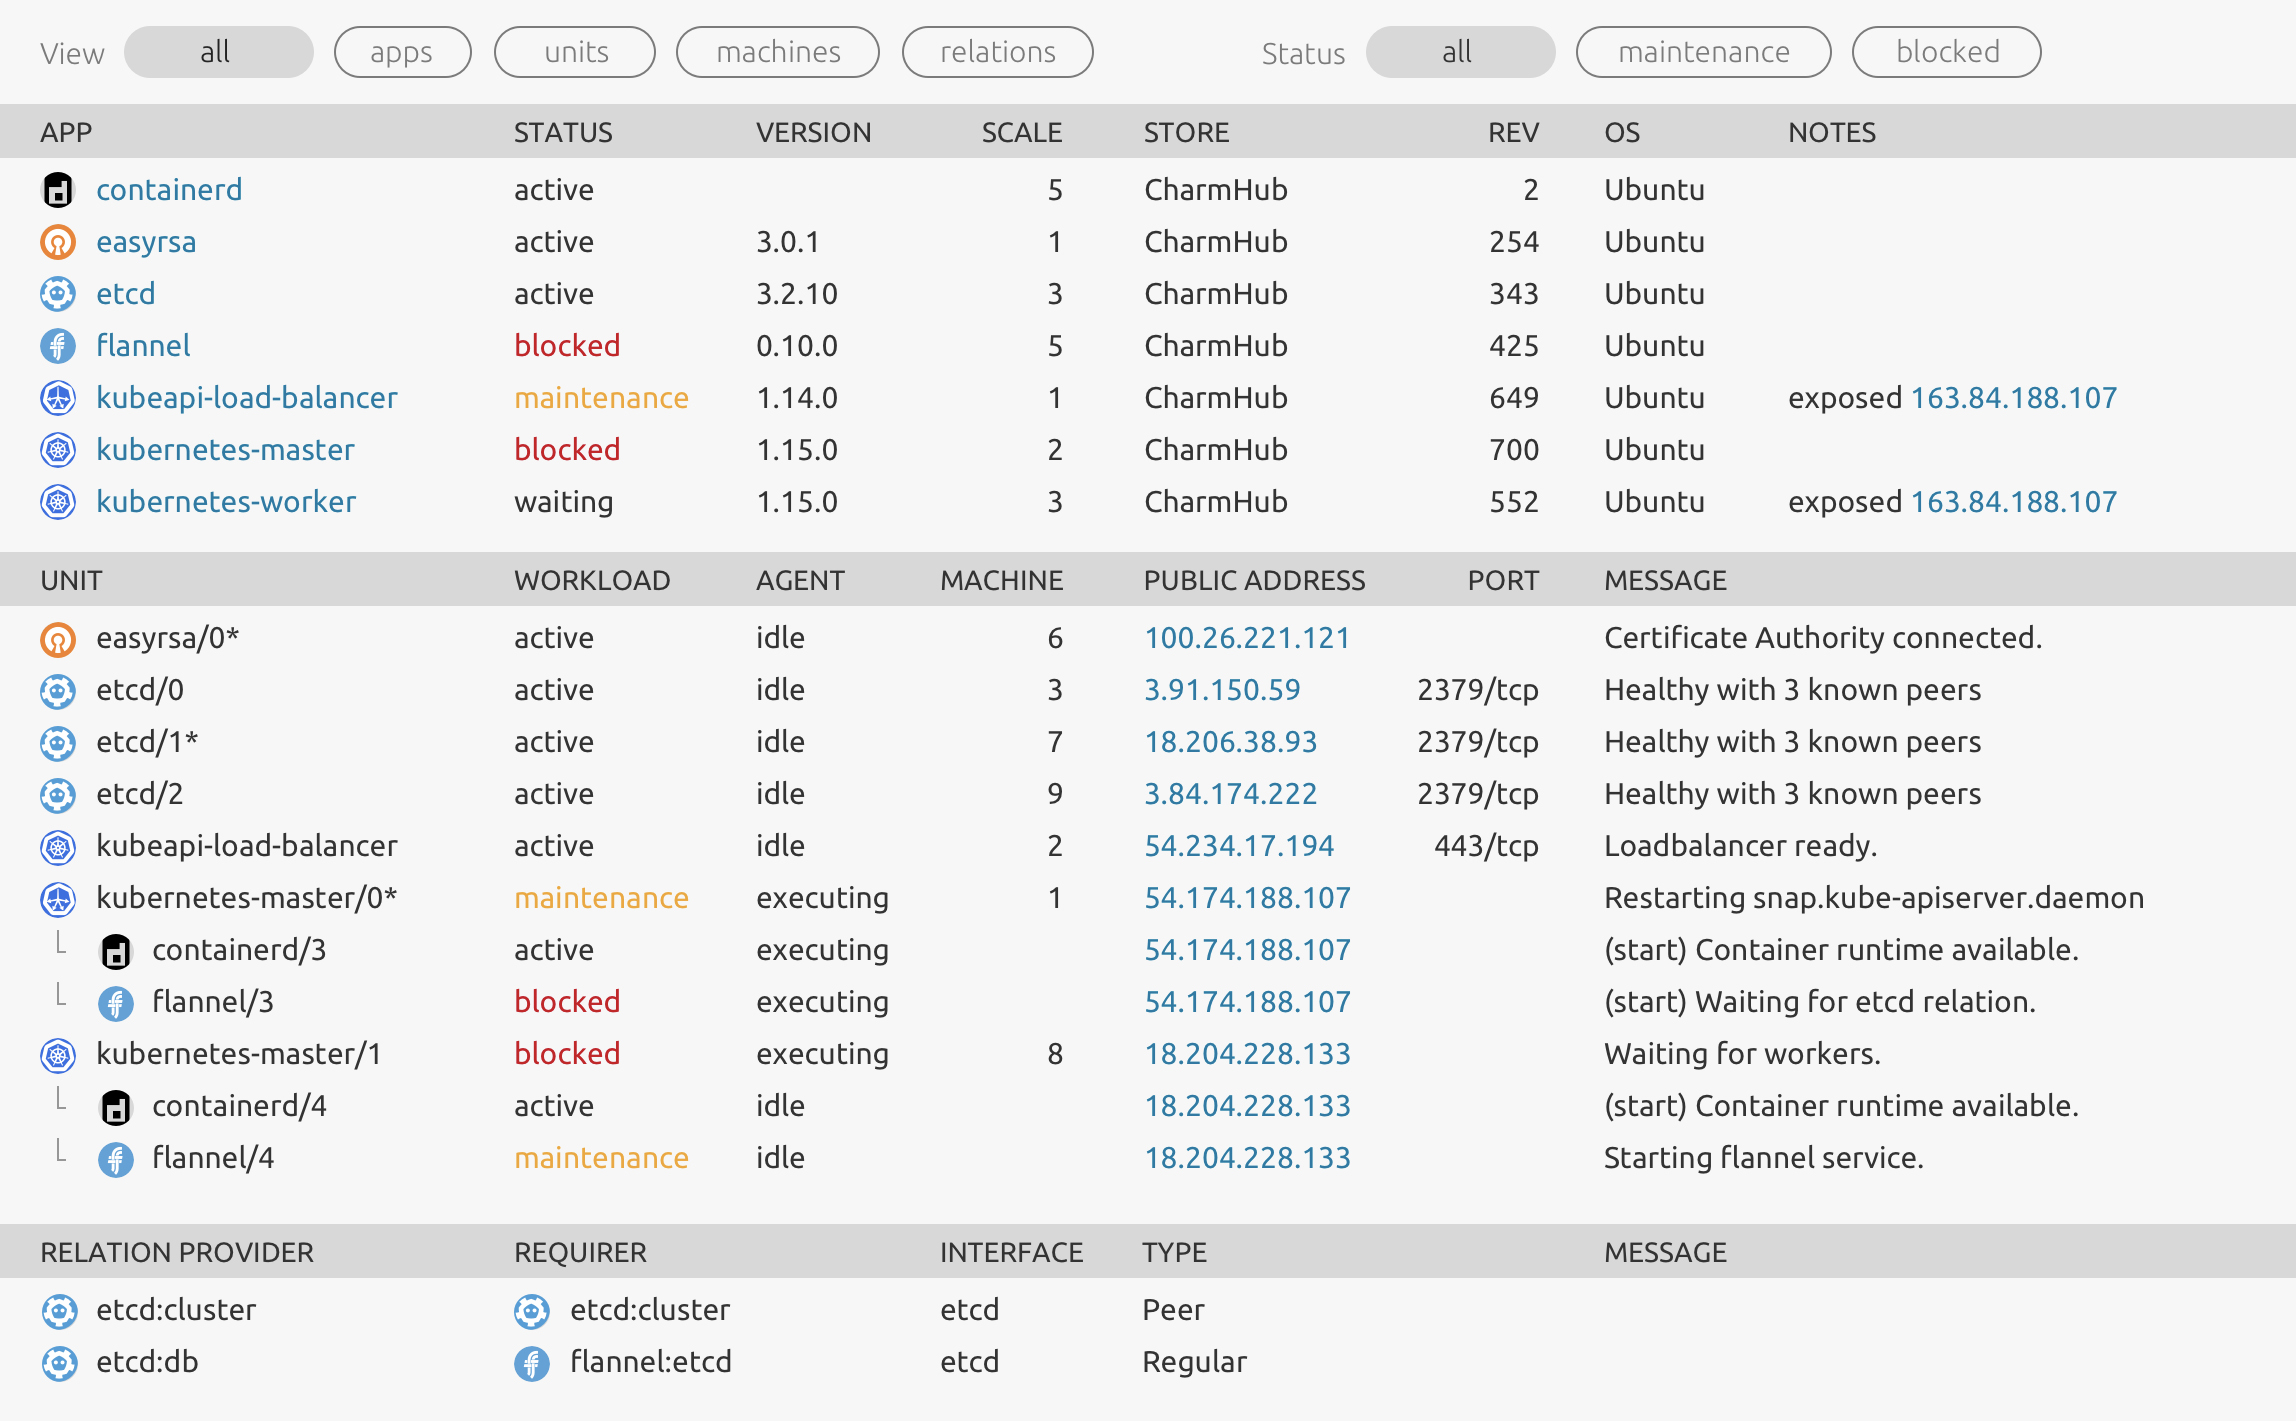 View all apps units machines relations Status all maintenance blocked
APP STATUS VERSION SCALE STORE REV OS NOTES
containerd active 5 CharmHub 2 Ubuntu
easyrsa active 3.0.1 1 CharmHub 254 Ubuntu
etcd active 3.2.10 3 CharmHub 343 Ubuntu
flannel blocked 0.10.0 5 CharmHub 425 Ubuntu
kubeapi-load-balancer maintenance 1.14.0 1 CharmHub 649 Ubuntu exposed 163.84.188.107
kubernetes-master blocked 1.15.0 2 CharmHub 700 Ubuntu
kubernetes-worker waiting 1.15.0 3 CharmHub 552 Ubuntu exposed 163.84.188.107
UNIT WORKLOAD AGENT MACHINE PUBLIC ADDRESS PORT MESSAGE
easyrsa/0* active idle 6 100.26.221.121 Certificate Authority connected.
etcd/0 active idle 3 3.91.150.59 2379/tcp Healthy with 3 known peers
etcd/1* active idle 7 18.206.38.93 2379/tcp Healthy with 3 known peers
etcd/2 active idle 9 3.84.174.222 2379/tcp Healthy with 3 known peers
kubeapi-load-balancer active idle 2 54.234.17.194 443/tcp Loadbalancer ready.
kubernetes-master/0* maintenance executing 1 54.174.188.107 Restarting snap.kube-apiserver.daemon
containerd/3 active executing 54.174.188.107 (start) Container runtime available.
flannel/3 blocked executing 54.174.188.107 (start) Waiting for etcd relation.
kubernetes-master/1 blocked executing 8 18.204.228.133 Waiting for workers.
containerd/4 active idle 18.204.228.133 (start) Container runtime available.
flannel/4 maintenance idle 18.204.228.133 Starting flannel service.
RELATION PROVIDER REQUIRER INTERFACE TYPE MESSAGE
etcd:cluster etcd:cluster etcd Peer
etcd:db flannel:etcd etcd Regular